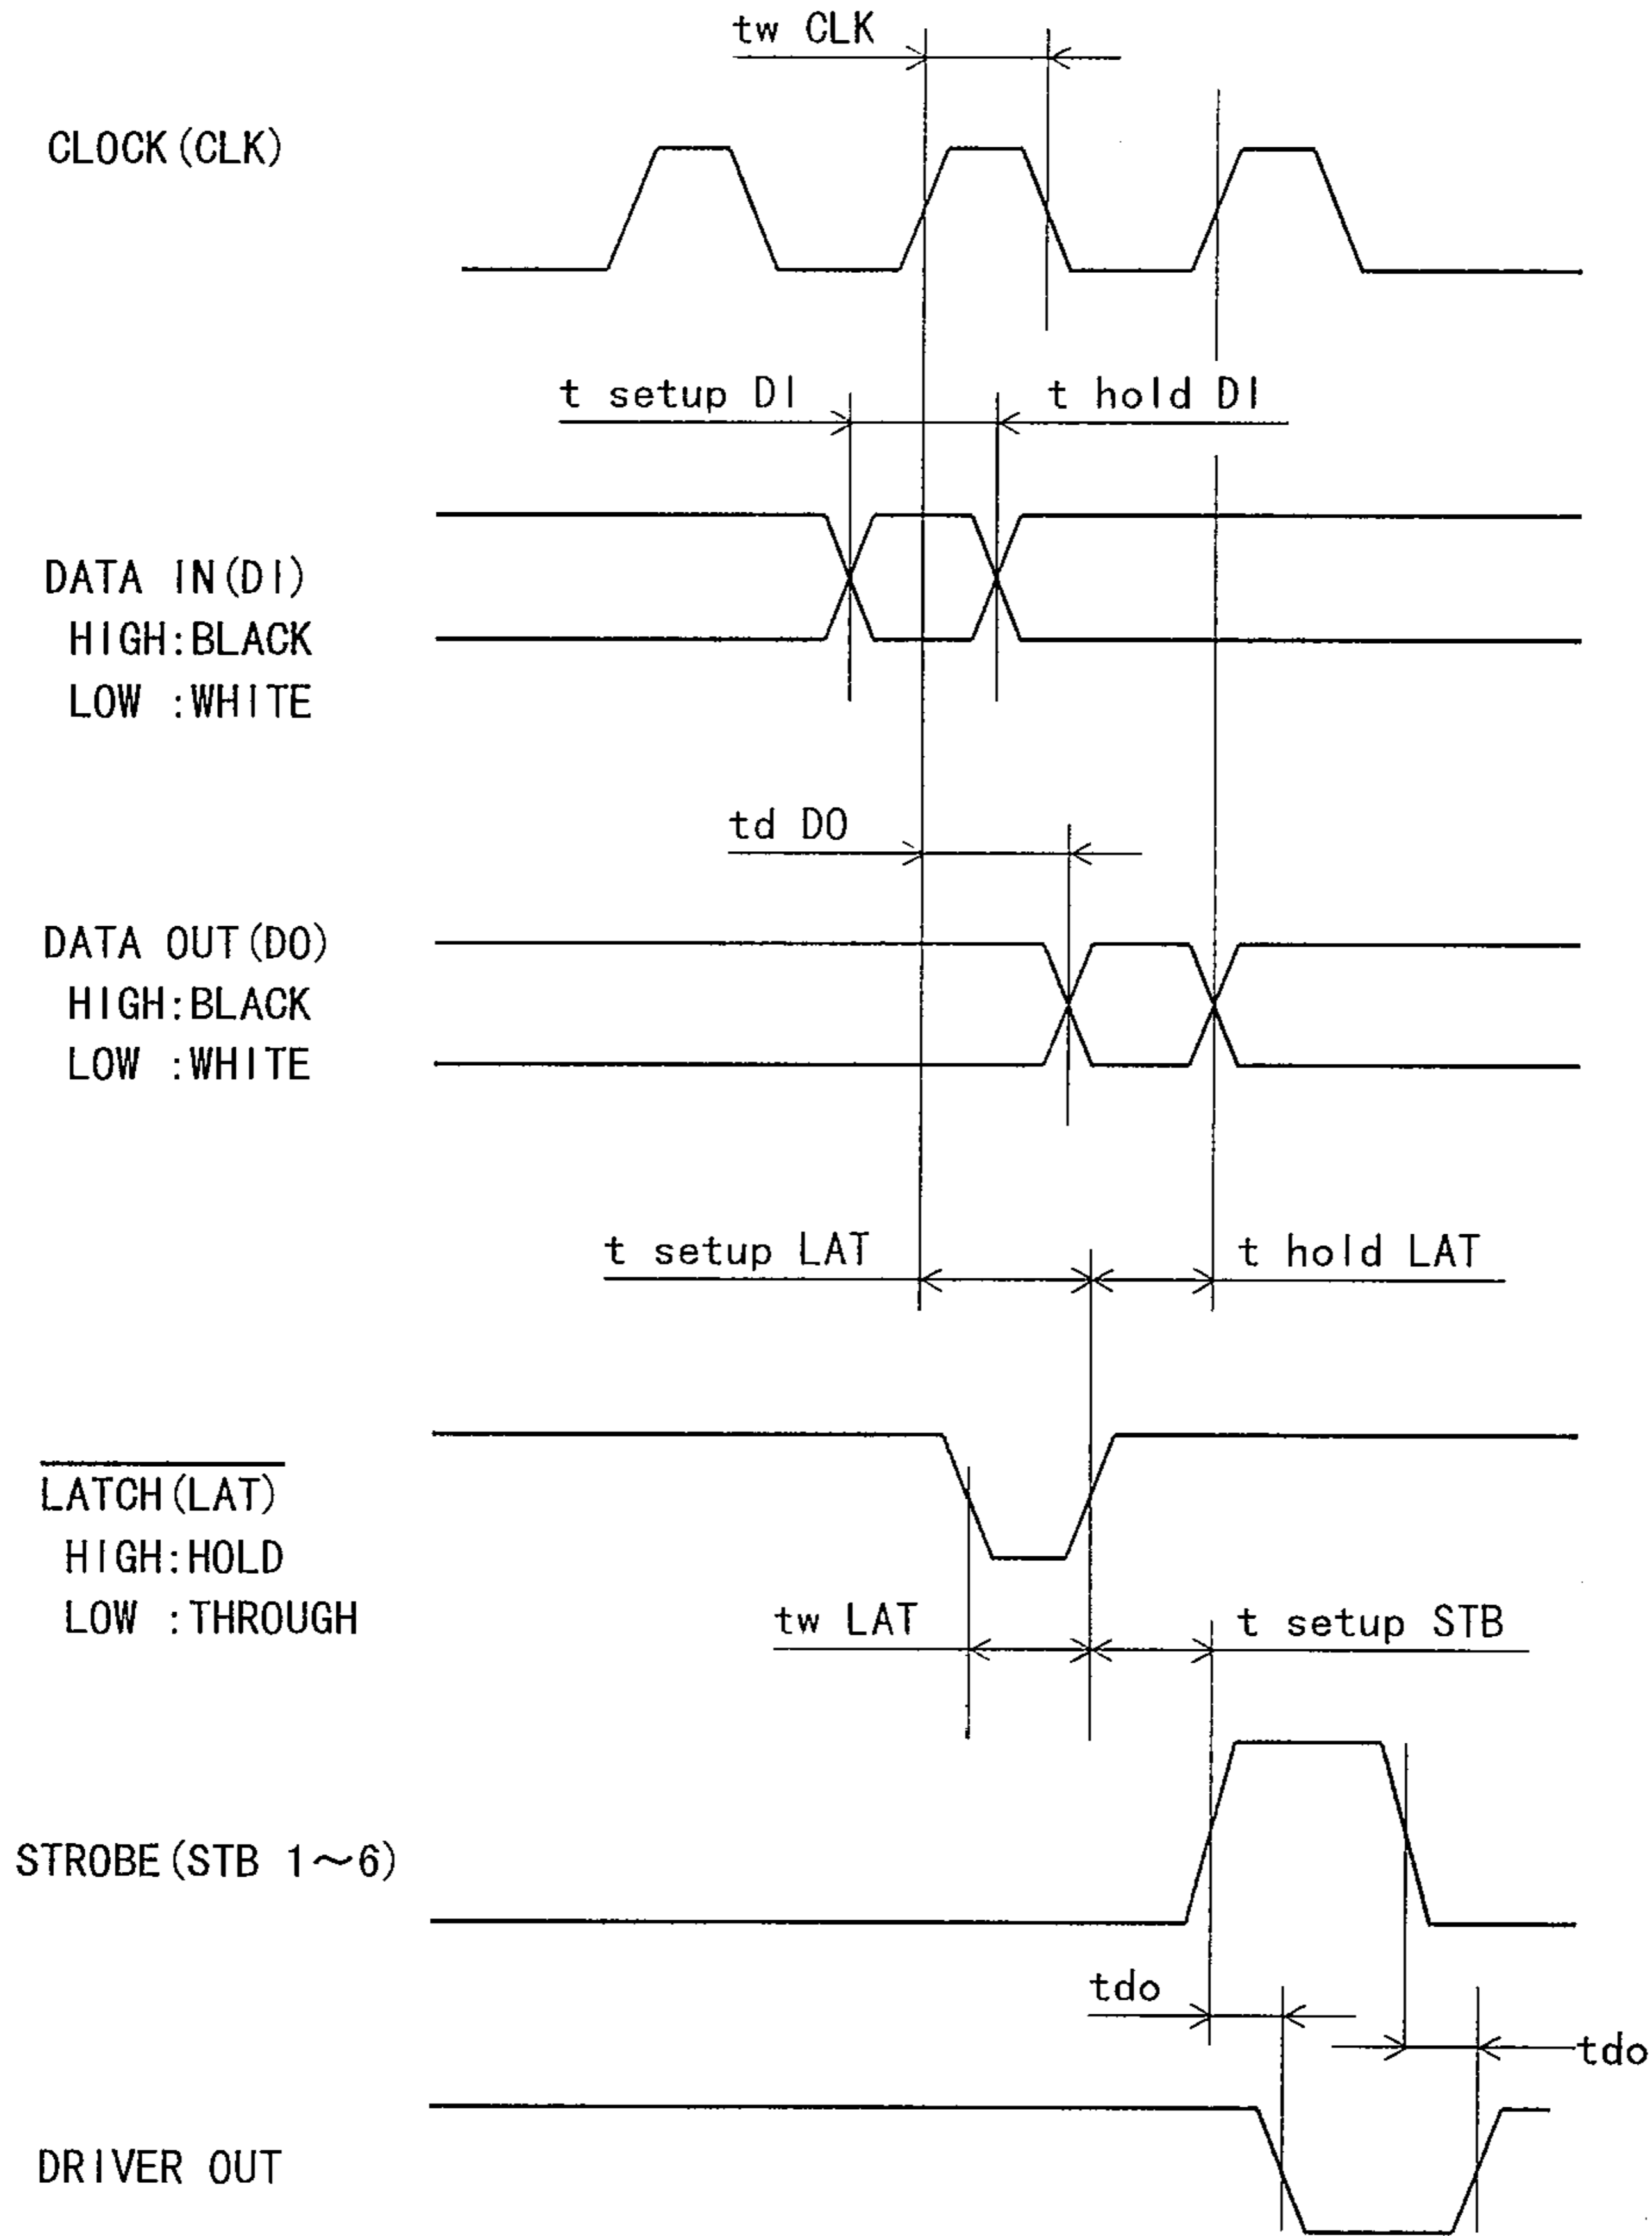 tw CLK
CLOCK(CLK)
t setup DI
t hold DI
DATA IN(DI)
HIGH:BLACK
LOW :WHITE
td DO
DATA OUT(DO)
HIGH:BLACK
LOW :WHITE
t setup LAT
t hold LAT
LATCH(LAT)
HIGH:HOLD
LOW :THROUGH
tw LAT
t setup STB
STROBE(STB 1～6)
tdo
tdo
DRIVER OUT